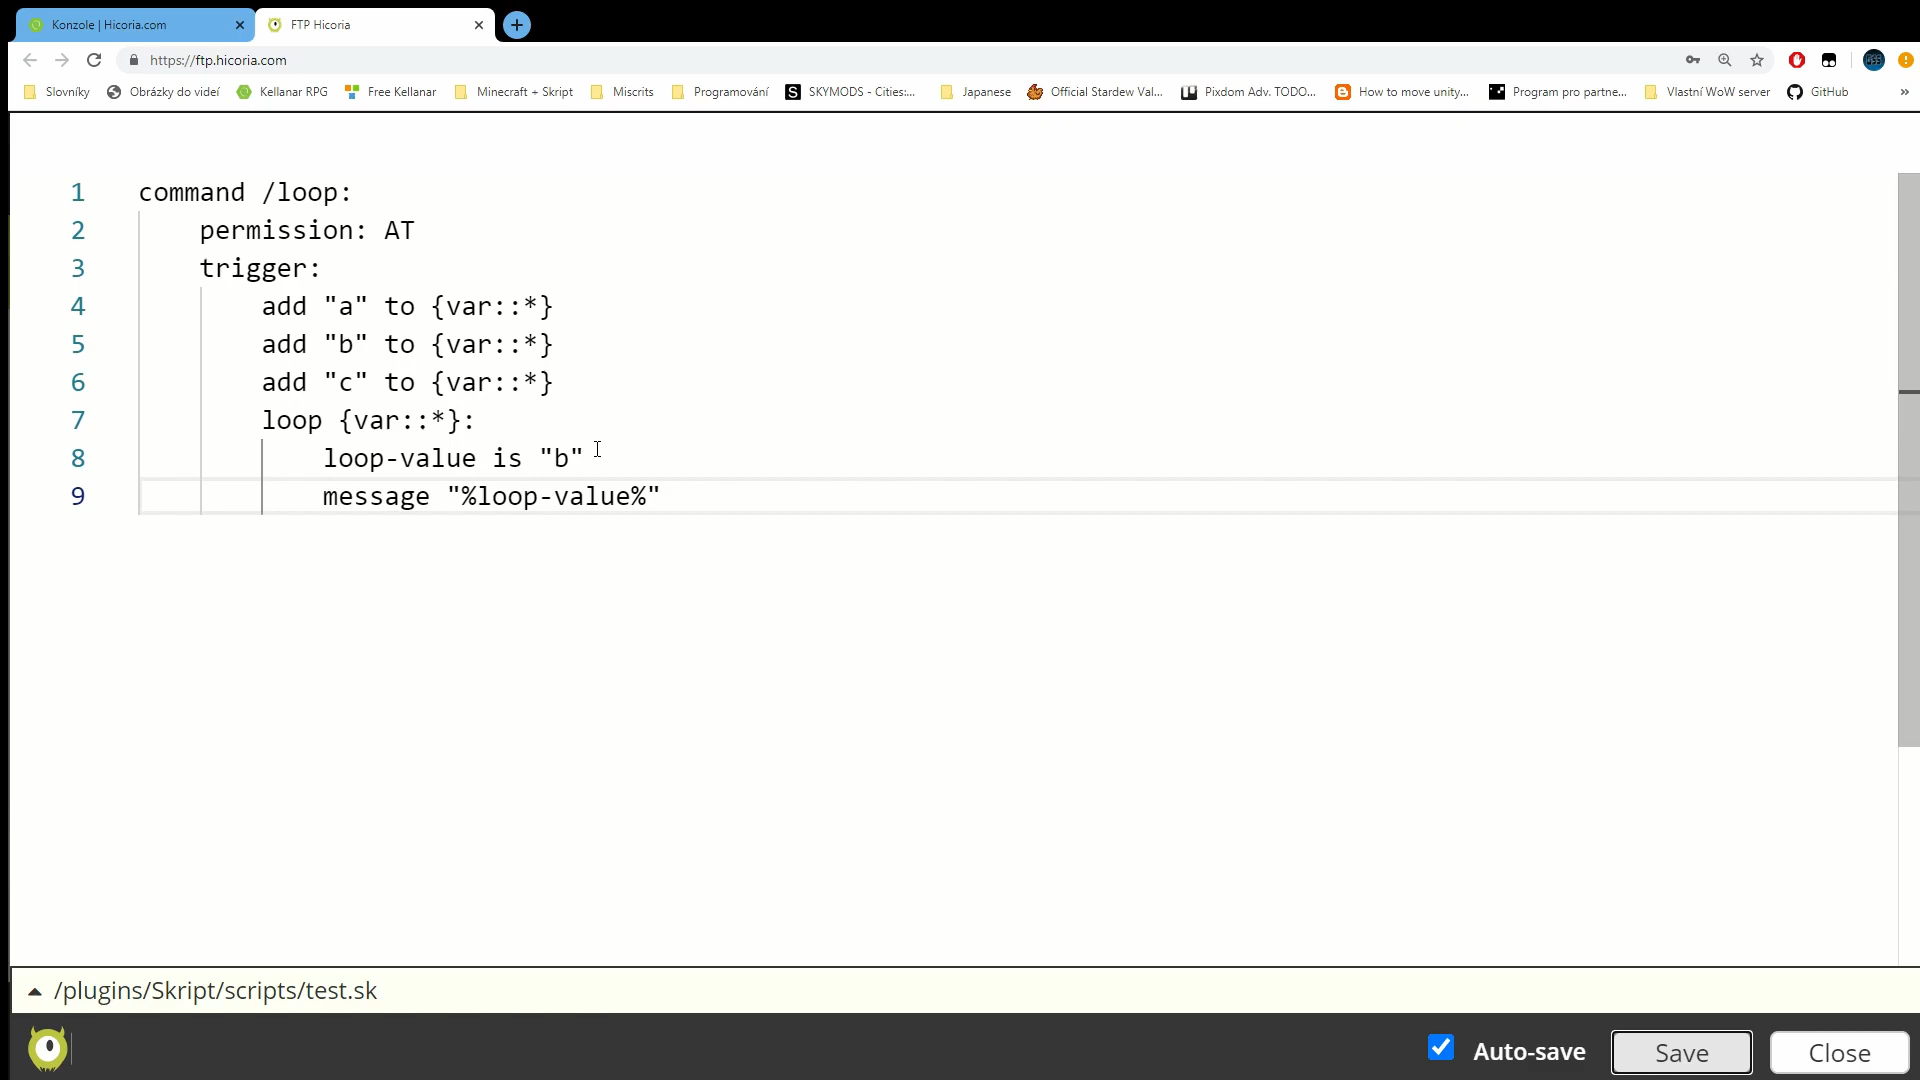 Konzole | Hicoria.com
FTP Hicoria
https://ftp.hicoria.com
Slovníky Obrázky do videí Kellanar RPG Free Kellanar Minecraft + Skript Miscrits Programování SKYMODS - Cities:... Japanese Official Stardew Val... Pixdom Adv. TODO... How to move unity... Program pro partne... Vlastní WoW server GitHub »
1 command /loop:
2 permission: AT
3 trigger:
4 add "a" to {var::*}
5 add "b" to {var::*}
6 add "c" to {var::*}
7 loop {var::*}:
8 loop-value is "b"
9 message "%loop-value%"
/plugins/Skript/scripts/test.sk
Auto-save Save Close